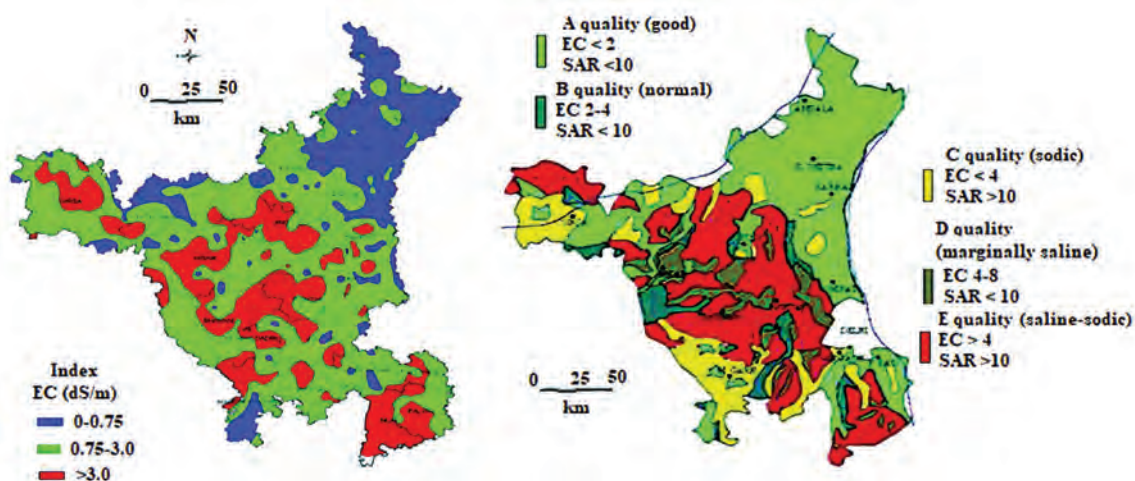 N
0 25 50
km
Index
EC (dS/m)
0-0.75
0.75-3.0
>3.0
A quality (good)
EC < 2
SAR <10
B quality (normal)
EC 2-4
SAR < 10
C quality (sodic)
EC < 4
SAR >10
D quality
(marginally saline)
EC 4-8
SAR < 10
E quality (saline-sodic)
EC > 4
SAR >10
DELHI
0 25 50
km